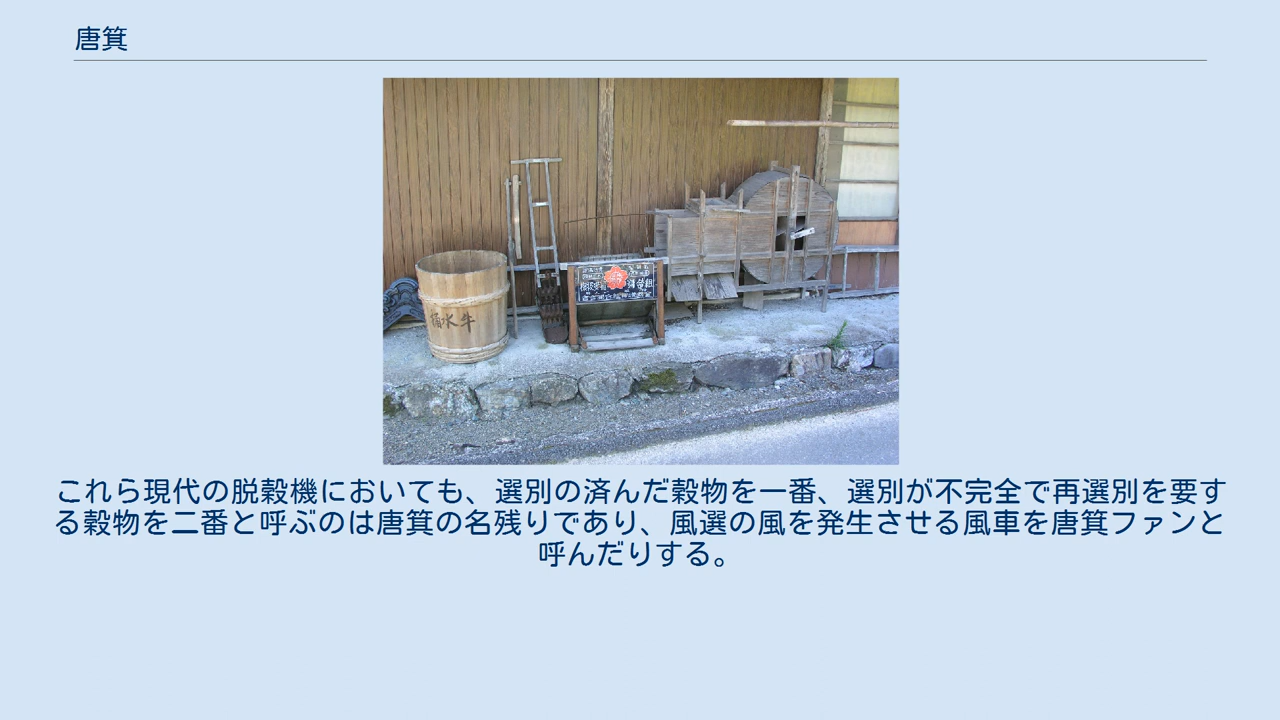 唐箕
桶水牛
これら現代の脱穀機においても、選別の済んだ穀物を一番、選別が不完全で再選別を要す
る穀物を二番と呼ぶのは唐箕の名残りであり、風選の風を発生させる風車を唐箕ファンと
呼んだりする。